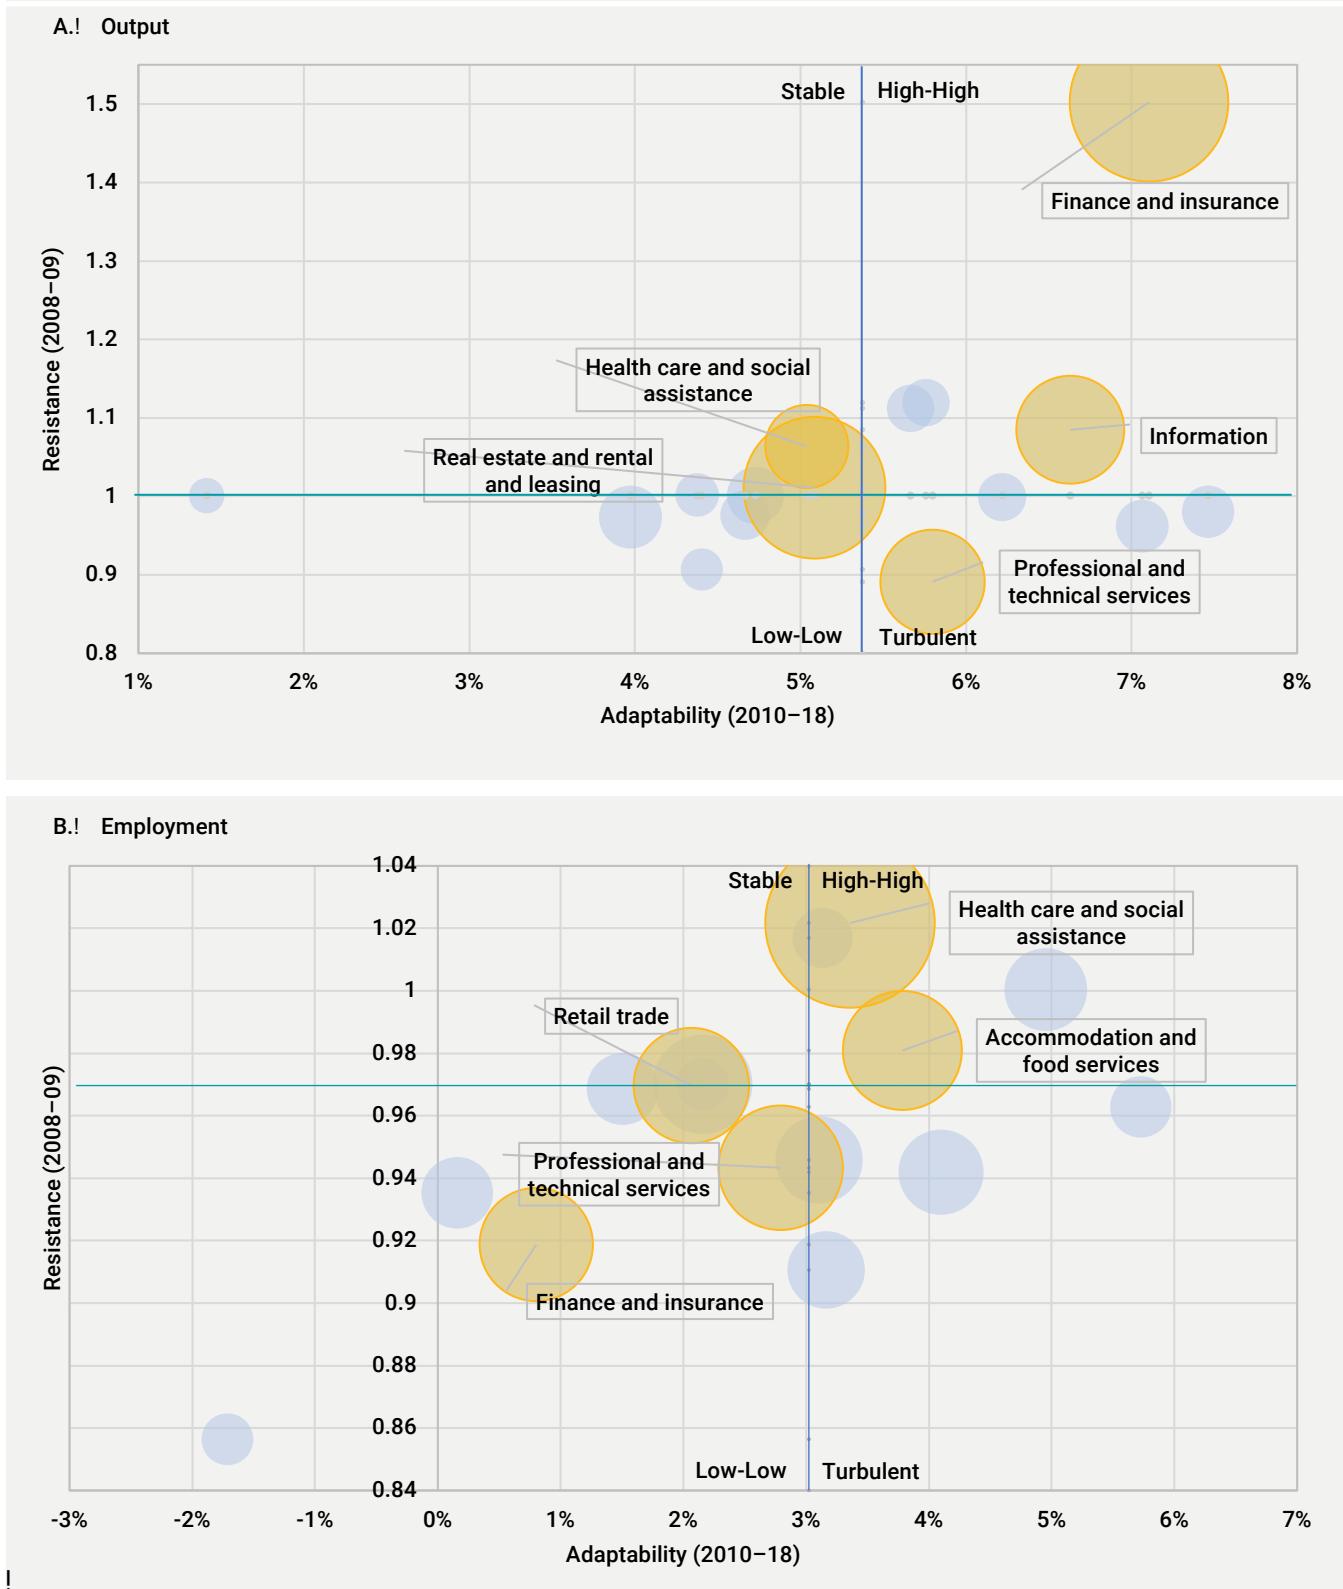 A.! Output
Stable
High-High
1.5
1.4
Finance and insurance
1.3
1.2
Health care and social
assistance
1.1
Information
Real estate and rental
and leasing
1
0.9
Professional and
technical services
Low-Low
Turbulent
0.8
Resistance (2008–09)
1%
2%
3%
4%
5%
6%
7%
8%
Adaptability (2010–18)
B.! Employment
1.04
Stable
High-High
Health care and social
assistance
1.02
1
Retail trade
Accommodation and
food services
0.98
0.96
Professional and
technical services
0.94
0.92
Finance and insurance
0.9
0.88
0.86
Low-Low
Turbulent
0.84
Resistance (2008–09)
-3%
-2%
-1%
0%
1%
2%
3%
4%
5%
6%
7%
Adaptability (2010–18)
!